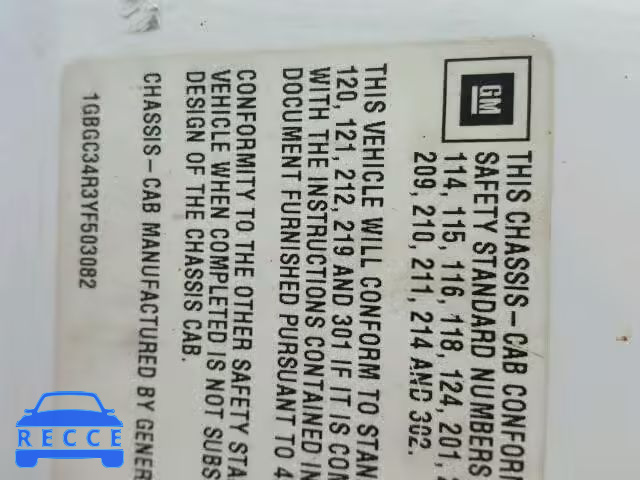 GM
THIS CHASSIS-CAB CONFORM
SAFETY STANDARD NUMBERS
114, 115, 116, 118, 124, 201,
209, 210, 211, 214 AND 302.
THIS VEHICLE WILL CONFORM TO STAN
120, 121, 212, 219 AND 301 IF IT IS COM
WITH THE INSTRUCTIONS CONTAINED IN
DOCUMENT FURNISHED PURSUANT TO 4
CONFORMITY TO THE OTHER SAFETY STA
VEHICLE WHEN COMPLETED IS NOT SUBS
DESIGN OF THE CHASSIS CAB.
CHASSIS-CAB MANUFACTURED BY GENER
1GBGC34R3YF503082
RECCE